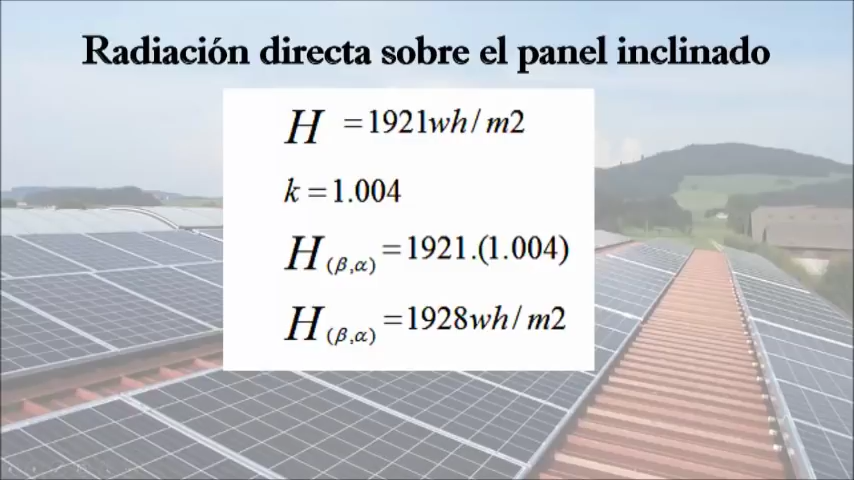 Radiación directa sobre el panel inclinado
H =1921wh/m2
k=1.004
H(β,α)=1921.(1.004)
H(β,α)=1928wh/m2